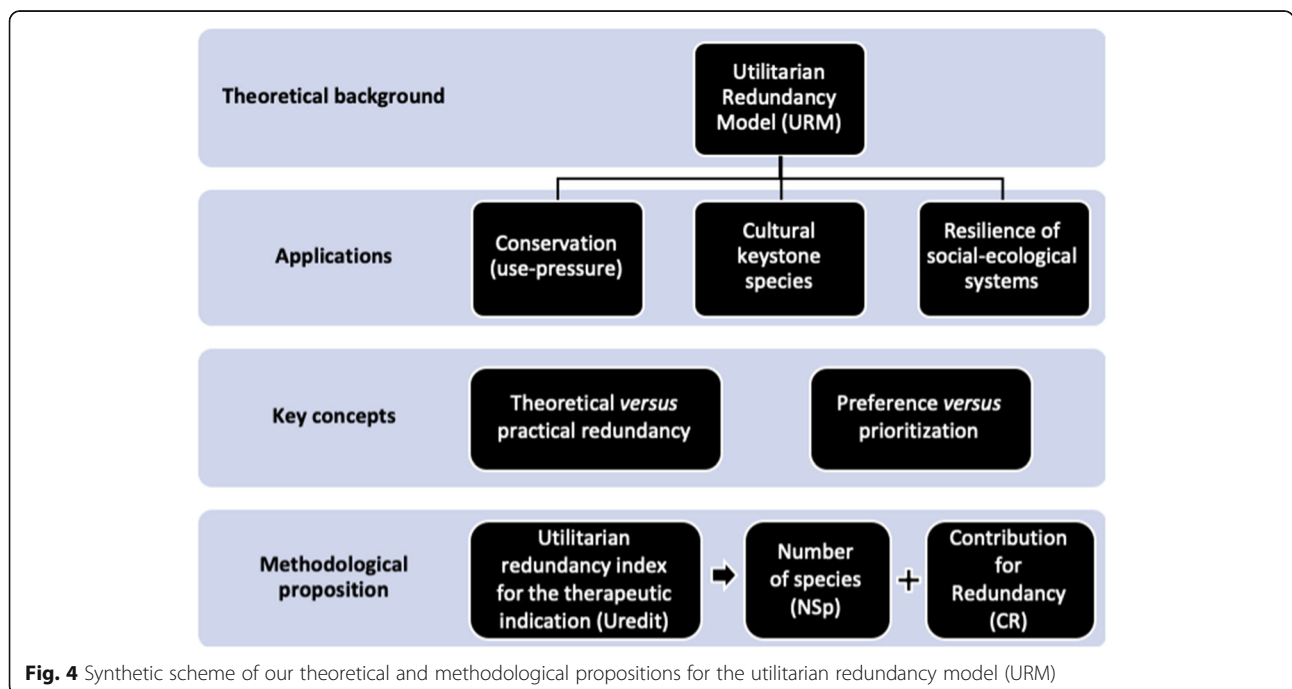 Theoretical background
Utilitarian
Redundancy
Model (URM)
Applications
Conservation
(use-pressure)
Cultural
keystone
species
Resilience of
social-ecological
systems
Key concepts
Theoretical versus
practical redundancy
Preference versus
prioritization
Methodological
proposition
Utilitarian
redundancy index
for the therapeutic
indication (Uredit)
Number
of species
(NSp)
+
Contribution
for
Redundancy
(CR)
Fig. 4 Synthetic scheme of our theoretical and methodological propositions for the utilitarian redundancy model (URM)